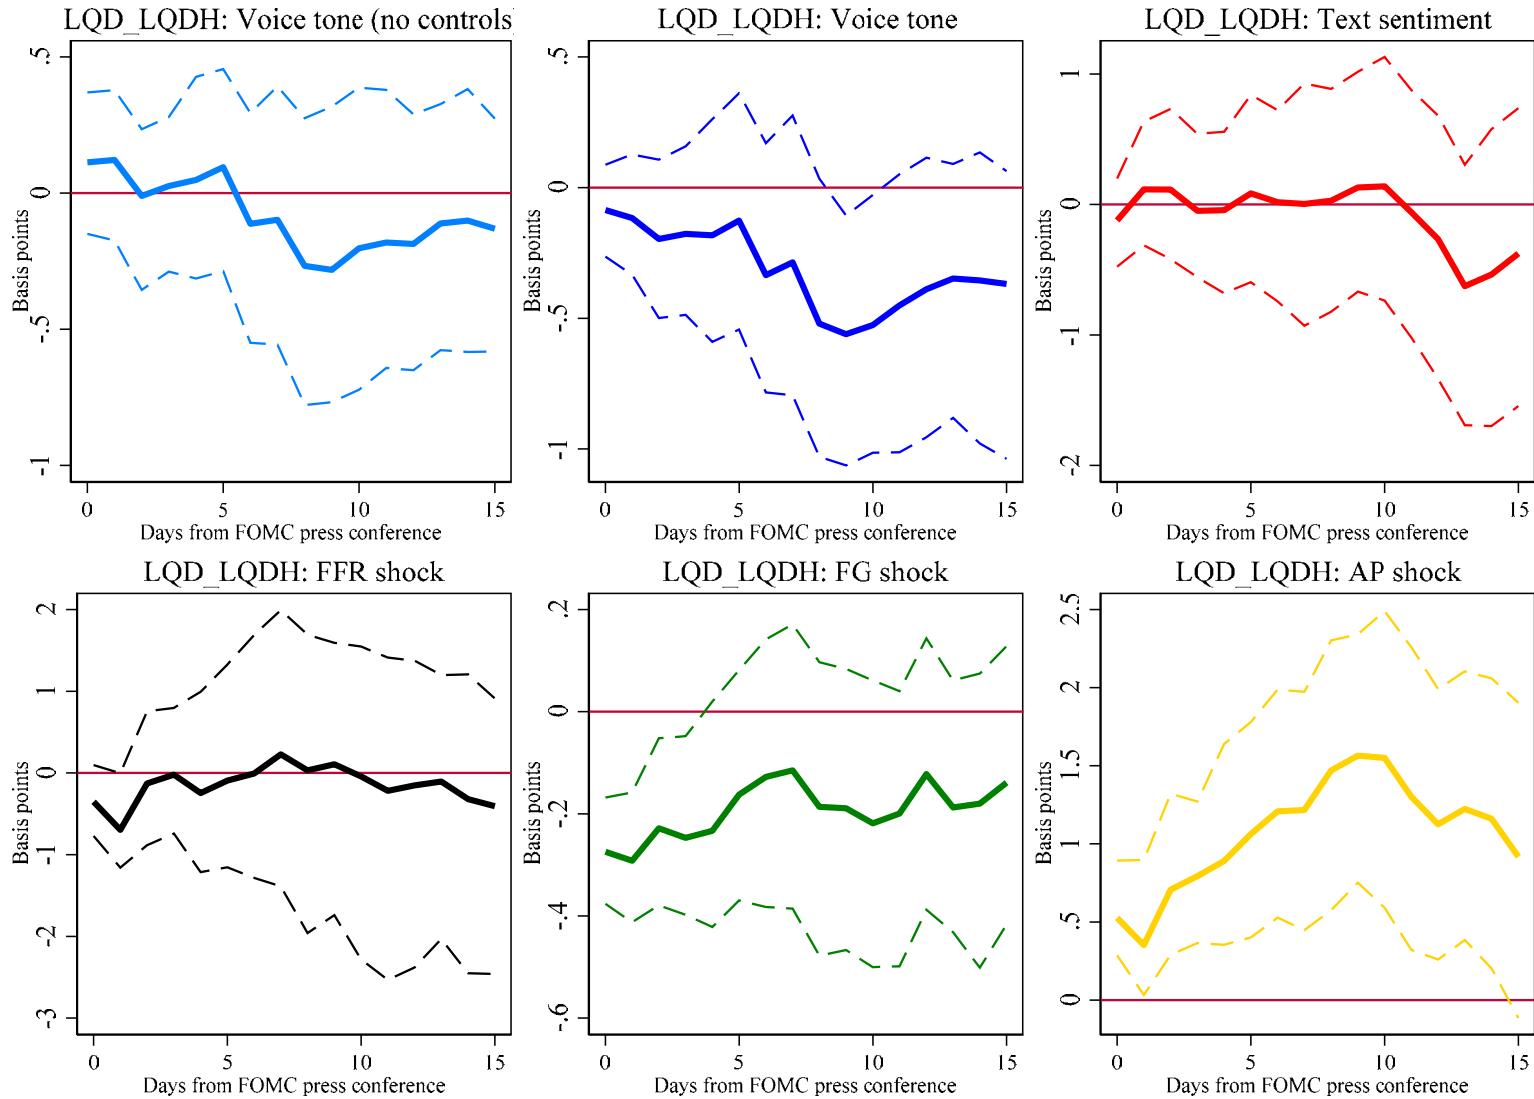 LQD_LQDH: Voice tone (no controls)
.5
0
-.5
-1
Basis points
0 5 10 15
Days from FOMC press conference
LQD_LQDH: Voice tone
.5
0
-.5
-1
Basis points
0 5 10 15
Days from FOMC press conference
LQD_LQDH: Text sentiment
1
0
-1
-2
Basis points
0 5 10 15
Days from FOMC press conference
LQD_LQDH: FFR shock
2
1
0
-1
-2
-3
Basis points
0 5 10 15
Days from FOMC press conference
LQD_LQDH: FG shock
.2
0
-.2
-.4
-.6
Basis points
0 5 10 15
Days from FOMC press conference
LQD_LQDH: AP shock
2.5
2
1.5
1
.5
0
Basis points
0 5 10 15
Days from FOMC press conference